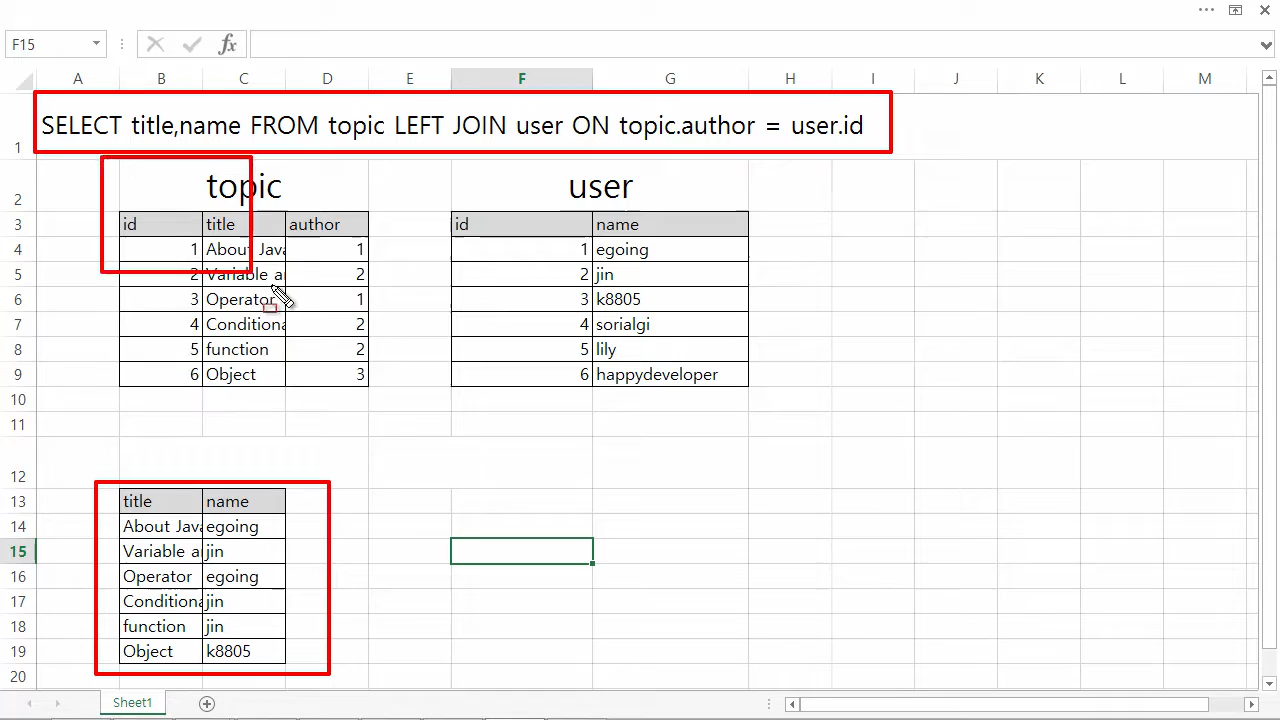 F15
fx
A B C D E F G H I J K L M
1 SELECT title,name FROM topic LEFT JOIN user ON topic.author = user.id
2 topic user
3 id title author id name
4 1 About Java 1 1 egoing
5 2 Variable a 2 2 jin
6 3 Operator 1 3 k8805
7 4 Conditiona 2 4 sorialgi
8 5 function 2 5 lily
9 6 Object 3 6 happydeveloper
10
11
12
13 title name
14 About Java egoing
15 Variable a jin
16 Operator egoing
17 Conditiona jin
18 function jin
19 Object k8805
20
Sheet1